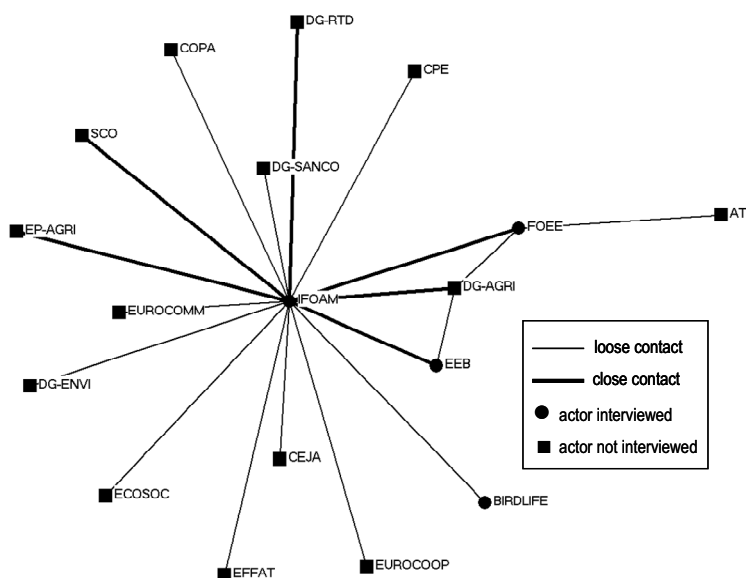 DG-RTD
COPA
CPE
SCO
DG-SANCO
AT
FOEE
EP-AGRI
DG-AGRI
IFOAM
EUROCOMM
EEB
DG-ENVI
CEJA
ECOSOC
BIRDLIFE
EFFAT
EUROCOOP
loose contact
close contact
actor interviewed
actor not interviewed